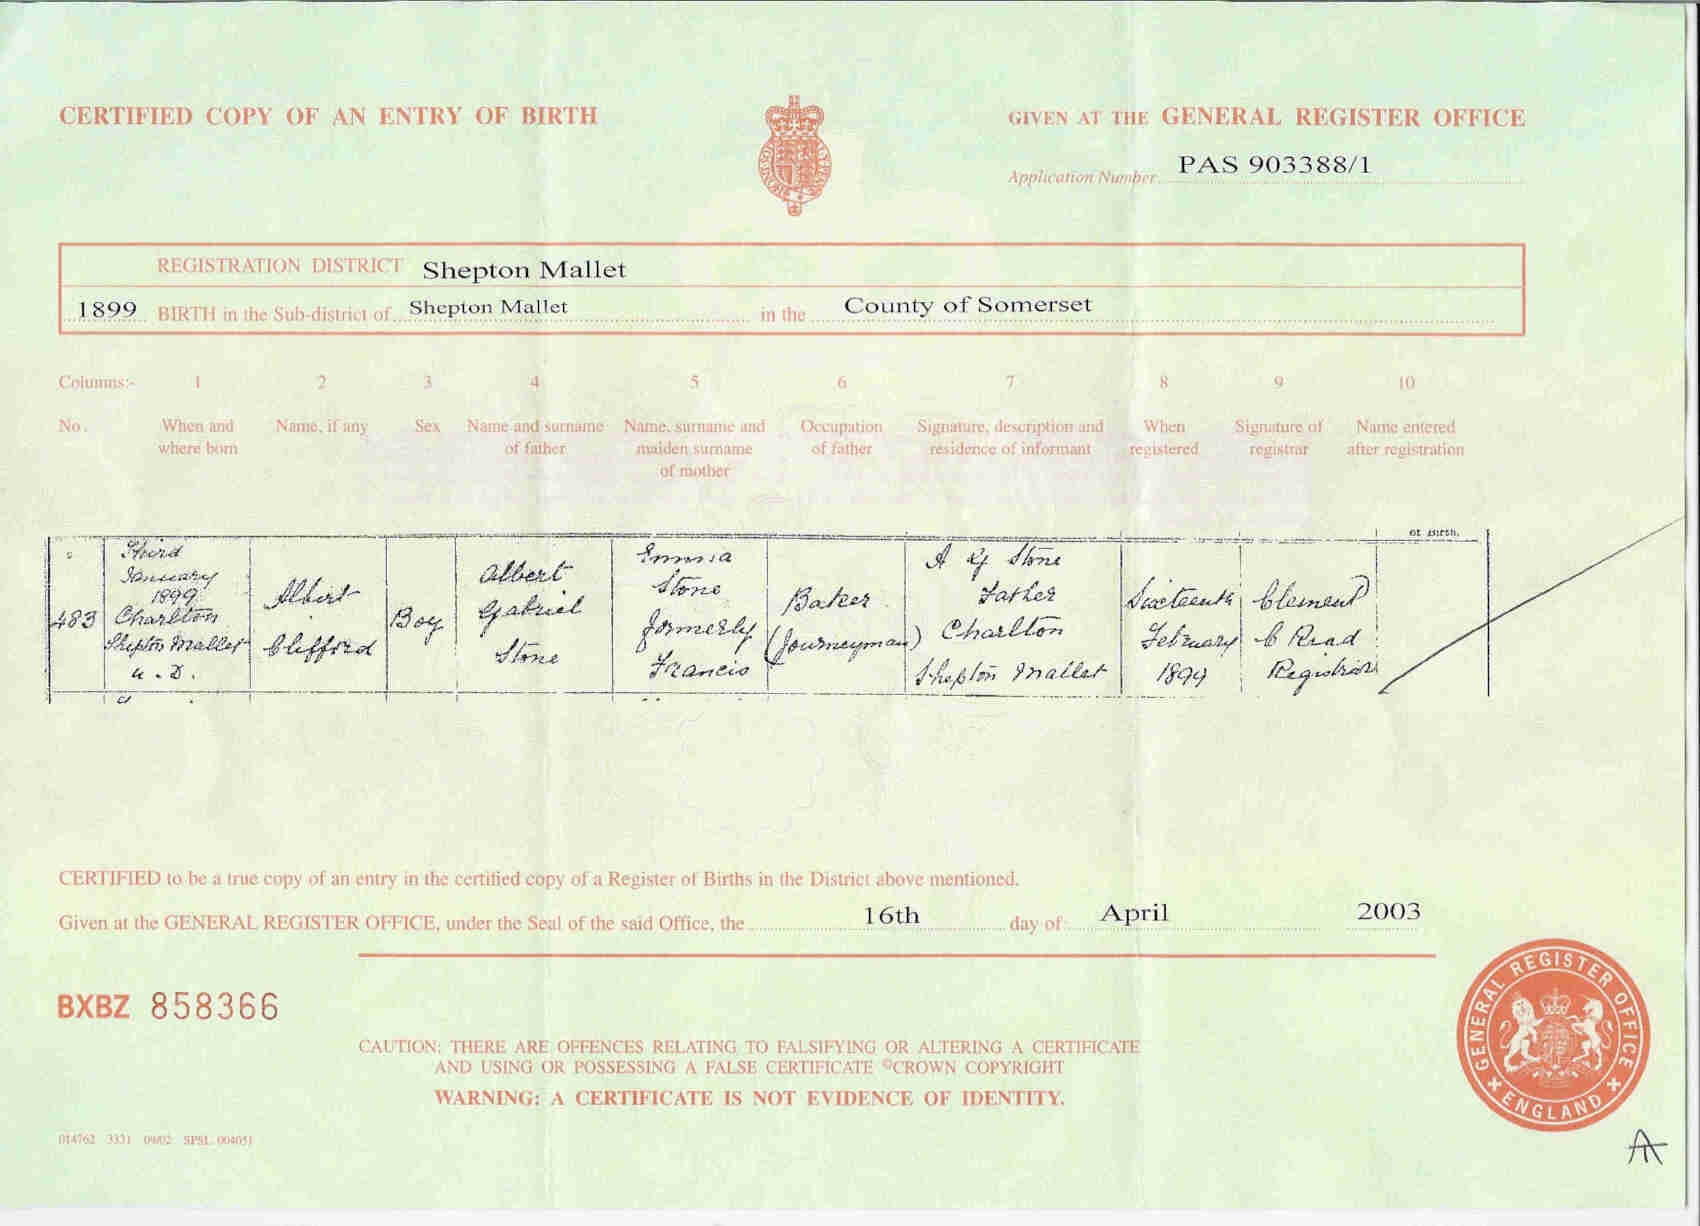 CERTIFIED COPY OF AN ENTRY OF BIRTH
GIVEN AT THE GENERAL REGISTER OFFICE
Application Number PAS 903388/1
REGISTRATION DISTRICT Shepton Mallet
1899 BIRTH in the Sub-district of Shepton Mallet in the County of Somerset
Columns:- 1 2 3 4 5 6 7 8 9 10
No. When and where born
Name, if any
Sex
Name and surname of father
Name, surname and maiden surname of mother
Occupation of father
Signature, description and residence of informant
When registered
Signature of registrar
Name entered after registration
of Birth.
483
Third
January
1899
Charlton
Shepton Mallet
U.D.
Albert
Clifford
Boy
Albert
Gabriel
Stone
Emma
Stone
formerly
Francis
Baker
(Journeyman)
A G Stone
Father
Charlton
Shepton Mallet
Sixteenth
February
1899
Clement
C Read
Registrar
CERTIFIED to be a true copy of an entry in the certified copy of a Register of Births in the District above mentioned.
Given at the GENERAL REGISTER OFFICE, under the Seal of the said Office, the 16th day of April 2003
BXBZ 858366
CAUTION: THERE ARE OFFENCES RELATING TO FALSIFYING OR ALTERING A CERTIFICATE
AND USING OR POSSESSING A FALSE CERTIFICATE ©CROWN COPYRIGHT
WARNING: A CERTIFICATE IS NOT EVIDENCE OF IDENTITY.
GENERAL REGISTER OFFICE
ENGLAND
014762 3331 09/02 SPSL 004051